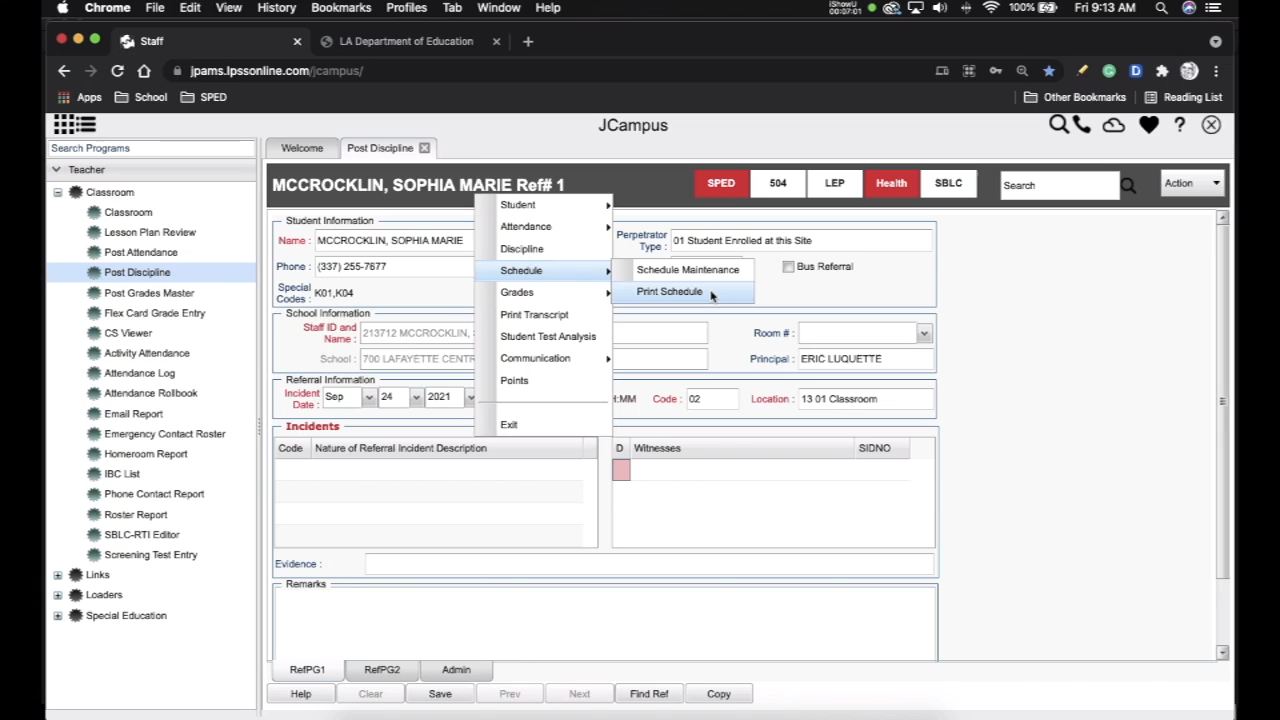 Chrome File Edit View History Bookmarks Profiles Tab Window Help iShowU 00:07:01 100% Fri 9:13 AM
Staff LA Department of Education
jpams.lpssonline.com/jcampus/
Apps School SPED Other Bookmarks Reading List
JCampus
Search Programs Welcome Post Discipline
Teacher
MCCROCKLIN, SOPHIA MARIE Ref# 1 SPED 504 LEP Health SBLC Search Action
Classroom
Classroom
Lesson Plan Review
Post Attendance
Post Discipline
Post Grades Master
Flex Card Grade Entry
CS Viewer
Activity Attendance
Attendance Log
Attendance Rollbook
Email Report
Emergency Contact Roster
Homeroom Report
IBC List
Phone Contact Report
Roster Report
SBLC-RTI Editor
Screening Test Entry
Links
Loaders
Special Education
Student Information
Name : MCCROCKLIN, SOPHIA MARIE
Perpetrator Type : 01 Student Enrolled at this Site
Phone : (337) 255-7677
Bus Referral
Special Codes : K01,K04
Student
Attendance
Discipline
Schedule
Grades
Print Transcript
Student Test Analysis
Communication
Points
Exit
Schedule Maintenance
Print Schedule
School Information
Staff ID and Name : 213712 MCCROCKLIN, Room # :
School : 700 LAFAYETTE CENTR Principal : ERIC LUQUETTE
Referral Information
Incident Date : Sep 24 2021 H:MM Code : 02 Location : 13 01 Classroom
Incidents
Code Nature of Referral Incident Description D Witnesses SIDNO
Evidence :
Remarks
RefPG1 RefPG2 Admin
Help Clear Save Prev Next Find Ref Copy